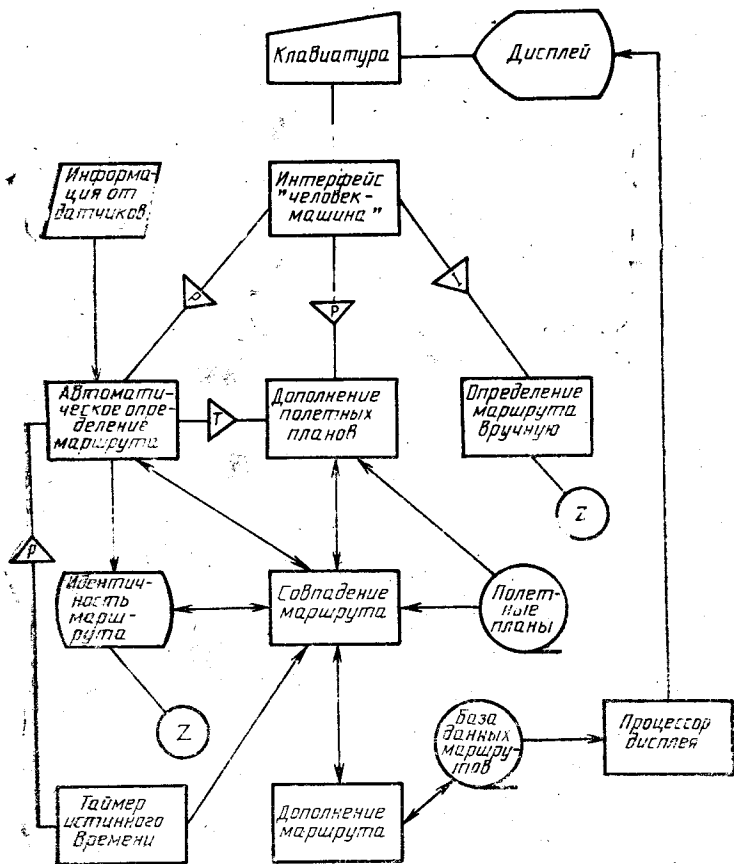 Клавиатура
Дисплей
Информа-
ция от
датчиков
Интерфейс
"человек-
машина"
P
P
I
Автомати-
ческое опре-
деление
маршрута
T
Дополнение
полетных
планов
Определение
маршрута
вручную
Z
P
Идентич-
ность
марш-
рута
Совпадение
маршрута
Полет-
ные
планы
Z
База
данных
маршру-
тов
Процессор
дисплея
Таймер
истинного
времени
Дополнение
маршрута